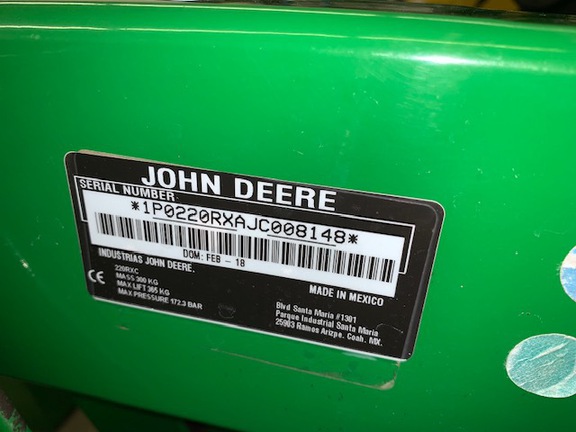 JOHN DEERE
SERIAL NUMBER
*1P0220RXAJC008148*
DOM: FEB - 18
INDUSTRIAS JOHN DEERE.
MADE IN MEXICO
220RXC
MASS 300 KG
MAX LIFT 365 KG
MAX PRESSURE 172.3 BAR
CE
Blvd Santa Maria #1301
Parque Industrial Santa Maria
25903 Ramos Arizpe. Coah. MX.